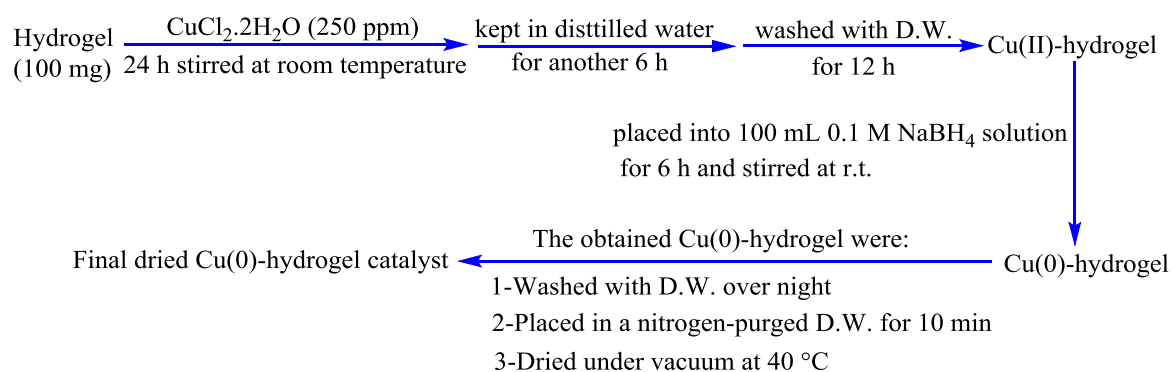 Hydrogel
(100 mg)
CuCl2.2H2O (250 ppm)
24 h stirred at room temperature
kept in disttilled water
for another 6 h
washed with D.W.
for 12 h
Cu(II)-hydrogel
placed into 100 mL 0.1 M NaBH4 solution
for 6 h and stirred at r.t.
Cu(0)-hydrogel
The obtained Cu(0)-hydrogel were:
1-Washed with D.W. over night
2-Placed in a nitrogen-purged D.W. for 10 min
3-Dried under vacuum at 40 °C
Final dried Cu(0)-hydrogel catalyst